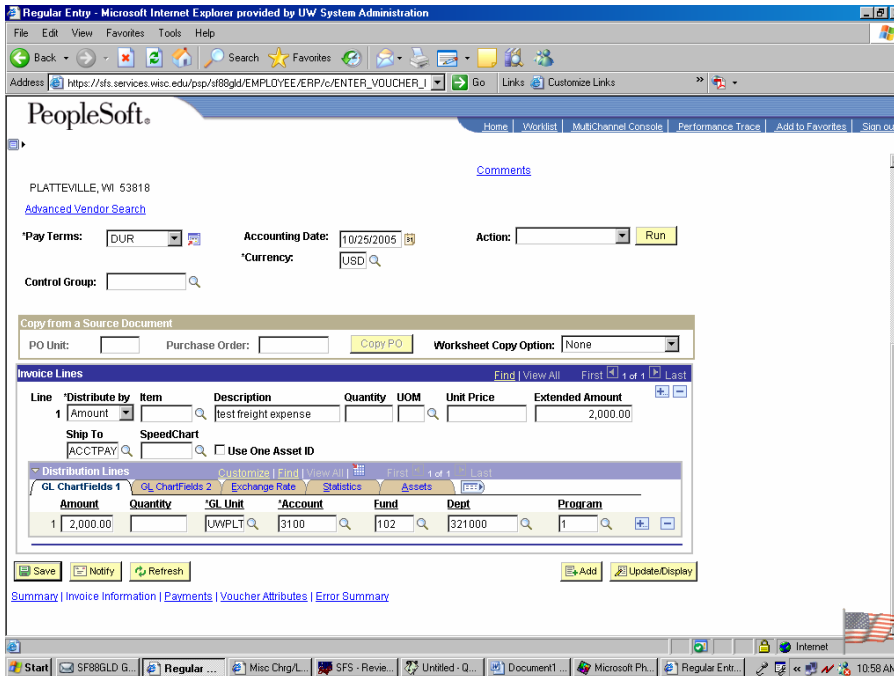 Regular Entry - Microsoft Internet Explorer provided by UW System Administration
File Edit View Favorites Tools Help
Back Search Favorites
Address https://sfs.services.wisc.edu/psp/sf88gld/EMPLOYEE/ERP/c/ENTER_VOUCHER_I Go Links Customize Links »
PeopleSoft.
Home | Worklist | MultiChannel Console | Performance Trace | Add to Favorites | Sign ou
Comments
PLATTEVILLE, WI 53818
Advanced Vendor Search
*Pay Terms: DUR Accounting Date: 10/25/2005 Action: Run
*Currency: USD
Control Group:
Copy from a Source Document
PO Unit: Purchase Order: Copy PO Worksheet Copy Option: None
Invoice Lines Find | View All First 1 of 1 Last
Line *Distribute by Item Description Quantity UOM Unit Price Extended Amount
1 Amount test freight expense 2,000.00
Ship To SpeedChart
ACCTPAY Use One Asset ID
Distribution Lines Customize | Find | View All | First 1 of 1 Last
GL ChartFields 1 GL ChartFields 2 Exchange Rate Statistics Assets
Amount Quantity *GL Unit *Account Fund Dept Program
1 2,000.00 UWPLT 3100 102 321000 1
Save Notify Refresh Add Update/Display
Summary | Invoice Information | Payments | Voucher Attributes | Error Summary
Internet
Start SF88GLD G... Regular ... Misc Chrg/L... SFS - Revie... Untitled - Q... Document1 ... Microsoft Ph... Regular Entr... « 10:58 AM